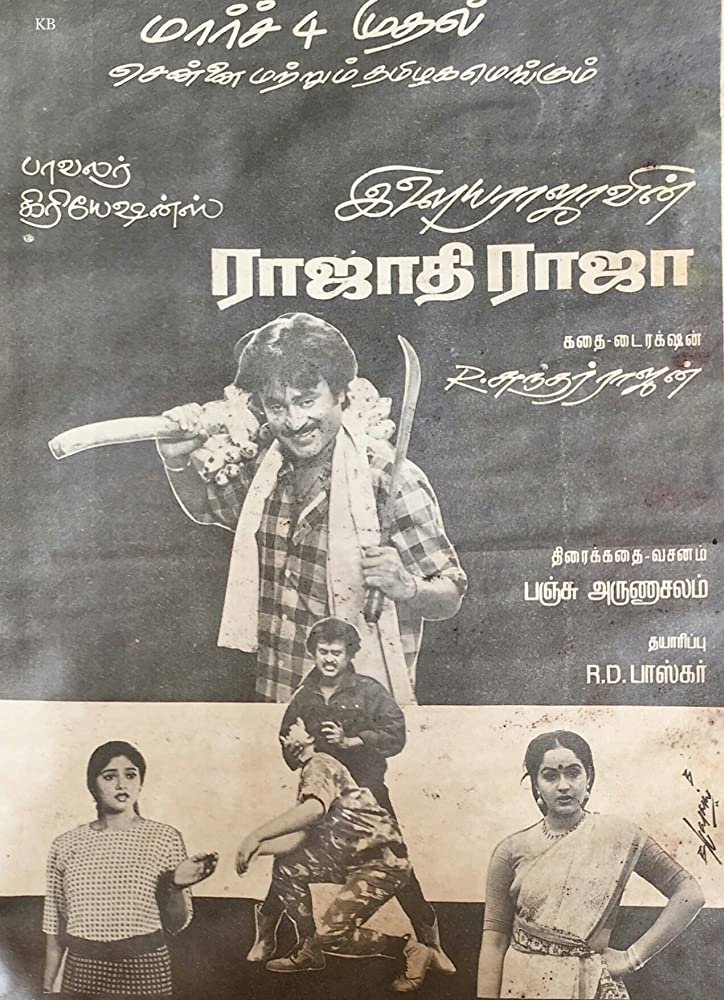 KB
மார்ச் 4 முதல்
சென்னை மற்றும் தமிழகமெங்கும்
பாவலர்
கிரியேஷன்ஸ்
இளையராஜாவின்
ராஜாதி ராஜா
கதை-டைரக்ஷன்
R.சுந்தர்ராஜன்
திரைக்கதை-வசனம்
பஞ்சு அருணாசலம்
தயாரிப்பு
R.D.பாஸ்கர்